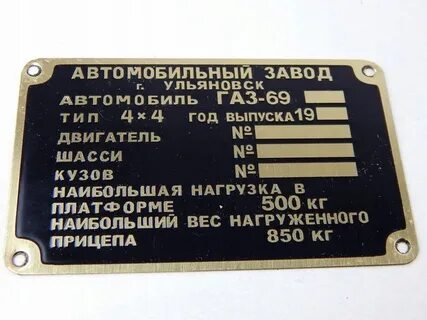 АВТОМОБИЛЬНЫЙ ЗАВОД
г. УЛЬЯНОВСК
АВТОМОБИЛЬ ГАЗ-69
ТИП 4×4 ГОД ВЫПУСКА 19
ДВИГАТЕЛЬ №
ШАССИ №
КУЗОВ №
НАИБОЛЬШАЯ НАГРУЗКА В
ПЛАТФОРМЕ 500 КГ
НАИБОЛЬШИЙ ВЕС НАГРУЖЕННОГО
ПРИЦЕПА 850 КГ